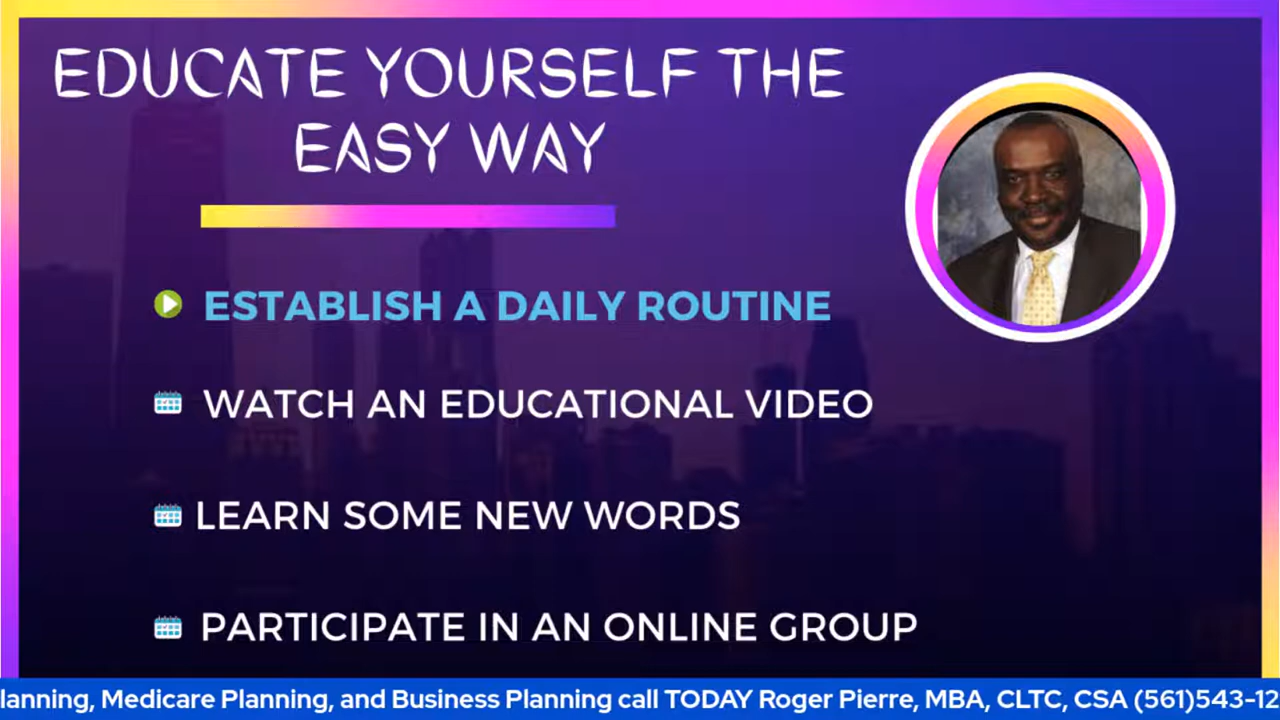 EDUCATE YOURSELF THE
EASY WAY
ESTABLISH A DAILY ROUTINE
WATCH AN EDUCATIONAL VIDEO
LEARN SOME NEW WORDS
PARTICIPATE IN AN ONLINE GROUP
lanning, Medicare Planning, and Business Planning call TODAY Roger Pierre, MBA, CLTC, CSA (561)543-12